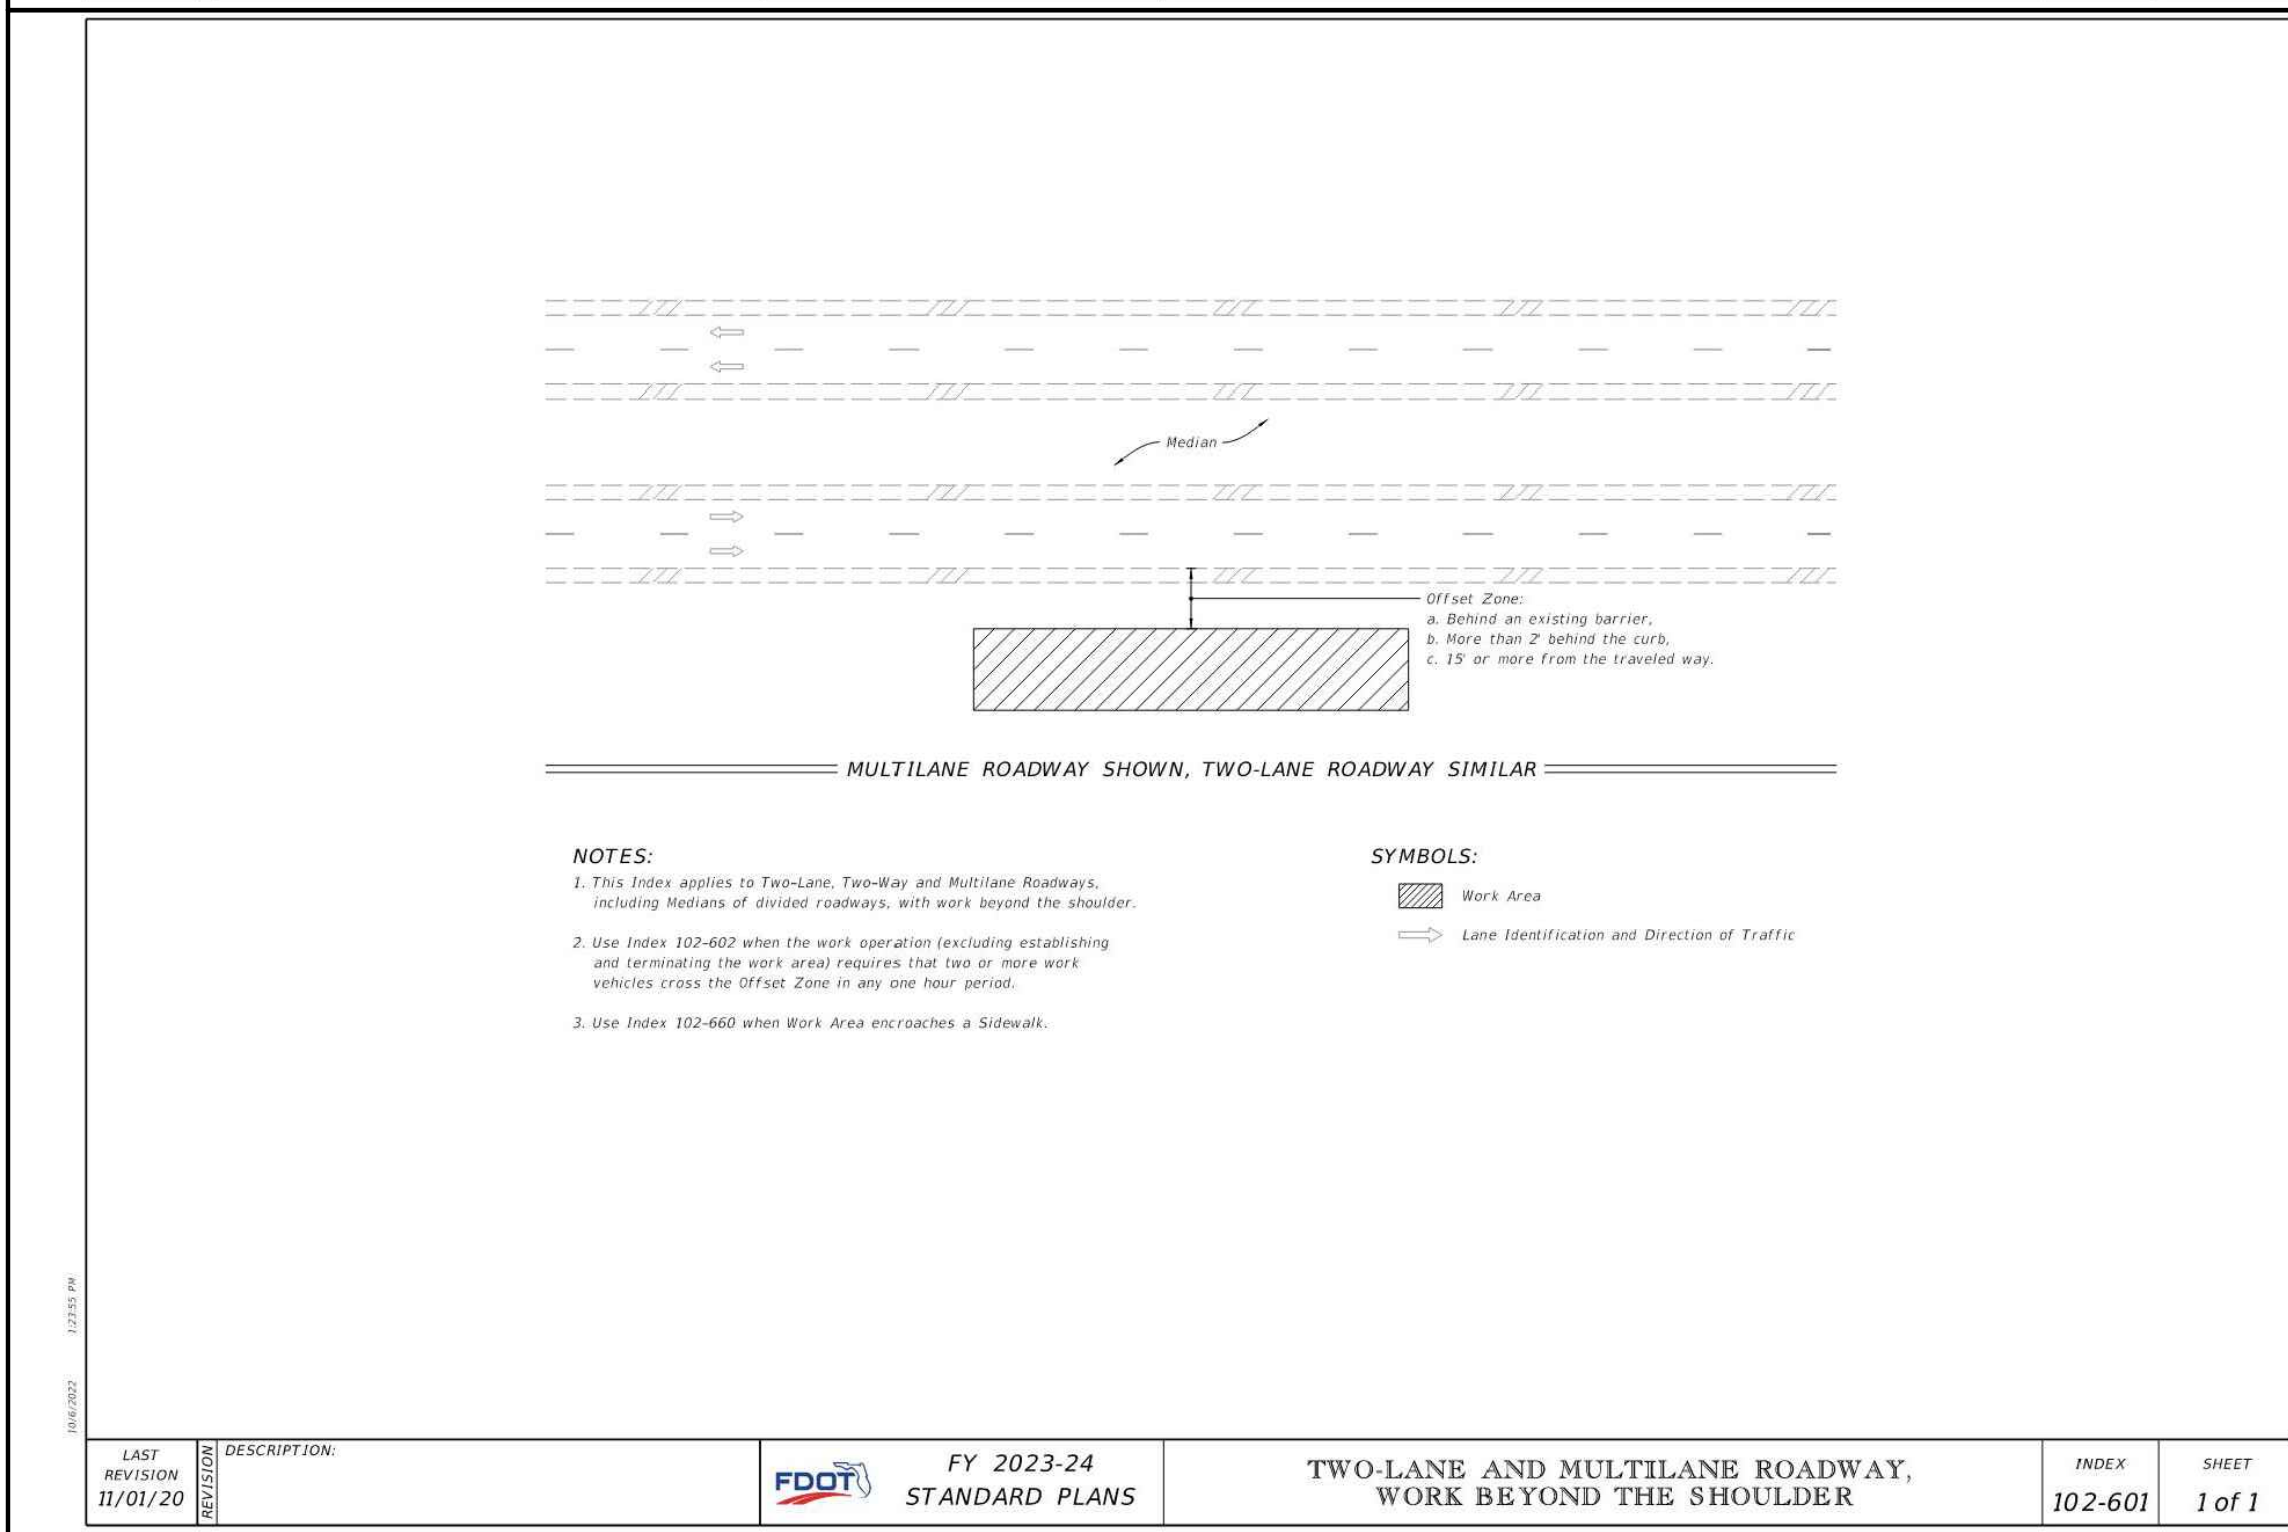 Median
Offset Zone:
a. Behind an existing barrier,
b. More than 2' behind the curb,
c. 15' or more from the traveled way.
MULTILANE ROADWAY SHOWN, TWO-LANE ROADWAY SIMILAR
NOTES:
1. This Index applies to Two-Lane, Two-Way and Multilane Roadways,
including Medians of divided roadways, with work beyond the shoulder.
2. Use Index 102-602 when the work operation (excluding establishing
and terminating the work area) requires that two or more work
vehicles cross the Offset Zone in any one hour period.
3. Use Index 102-660 when Work Area encroaches a Sidewalk.
SYMBOLS:
Work Area
Lane Identification and Direction of Traffic
10/6/2022 1:23:55 PM
LAST
REVISION
11/01/20
REVISION
DESCRIPTION:
FDOT
FY 2023-24
STANDARD PLANS
TWO-LANE AND MULTILANE ROADWAY,
WORK BEYOND THE SHOULDER
INDEX
102-601
SHEET
1 of 1